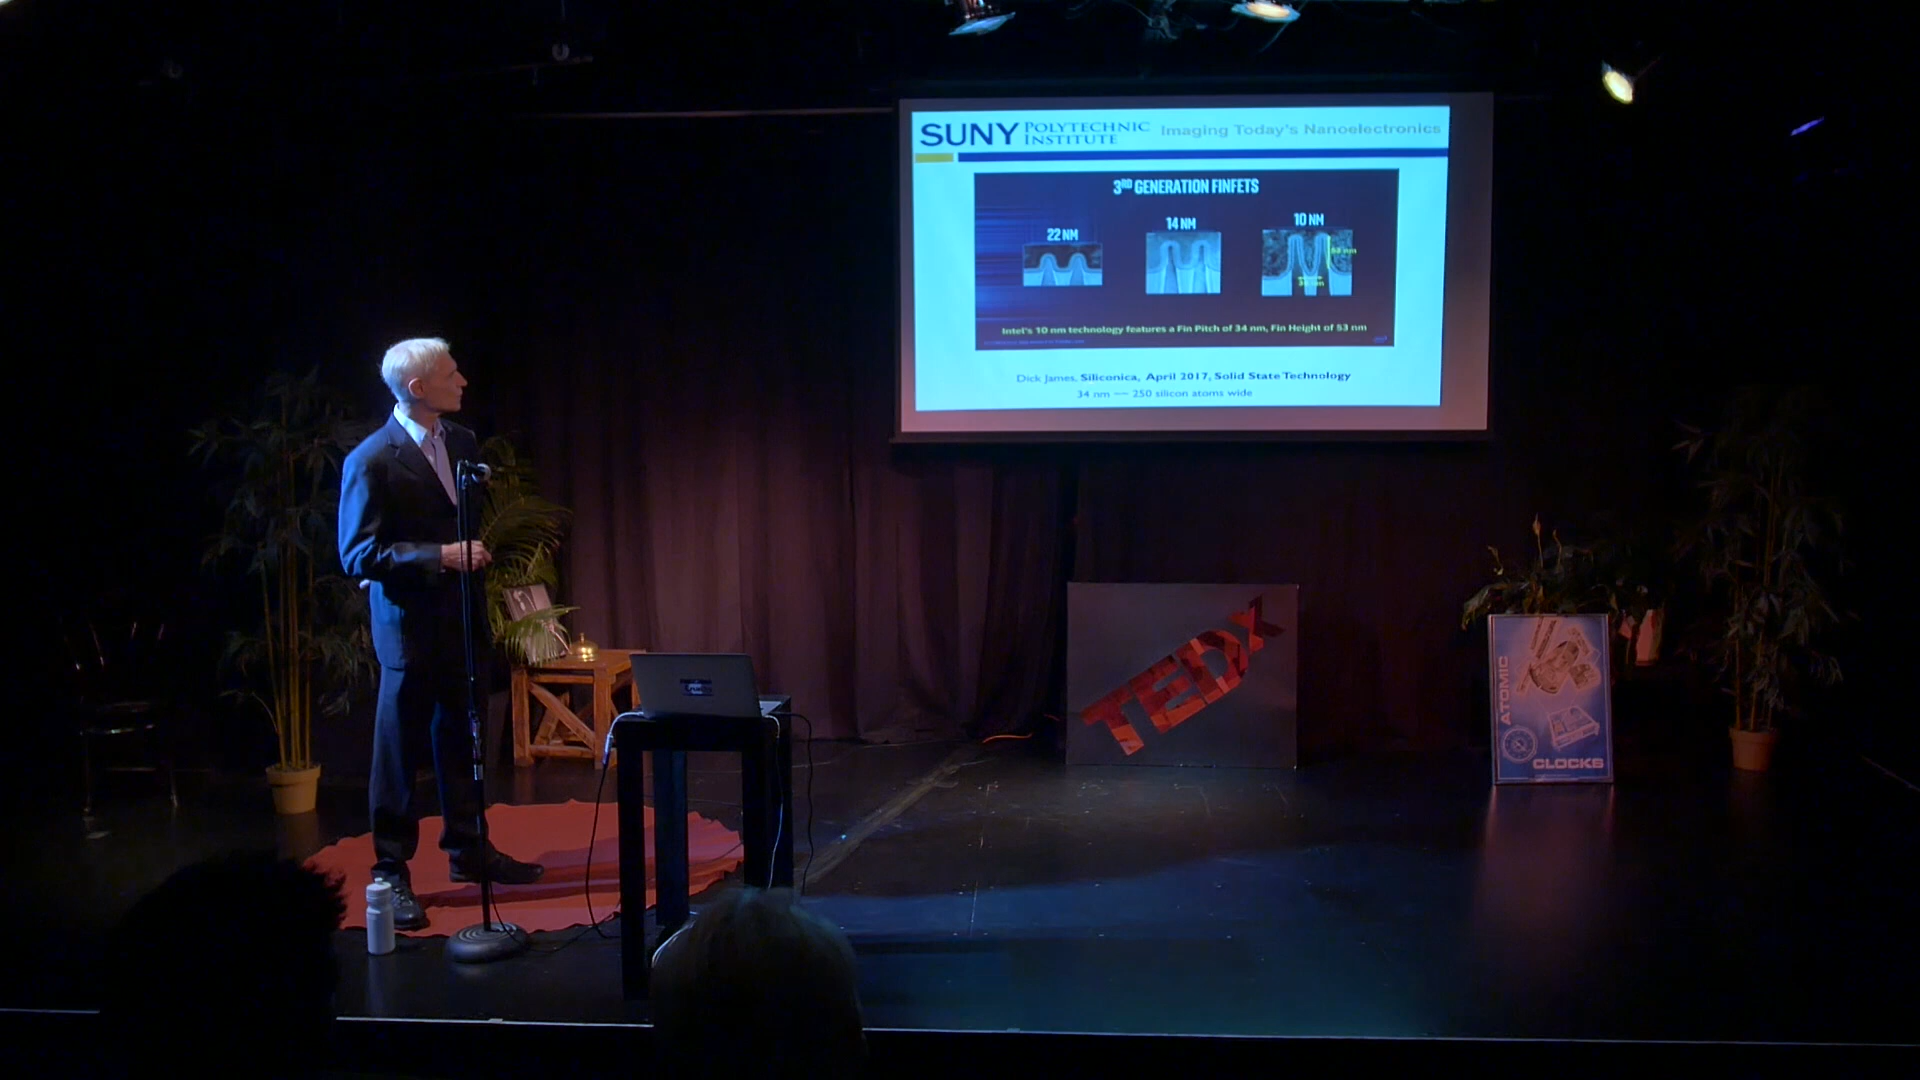 SUNY POLYTECHNIC INSTITUTE
Imaging Today's Nanoelectronics
3RD GENERATION FINFETS
22 NM
14 NM
10 NM
Intel's 10 nm technology features a Fin Pitch of 34 nm, Fin Height of 53 nm
Dick James, Siliconica, April 2017, Solid State Technology
34 nm — 250 silicon atoms wide
TEDx
ATOMIC
CLOCKS